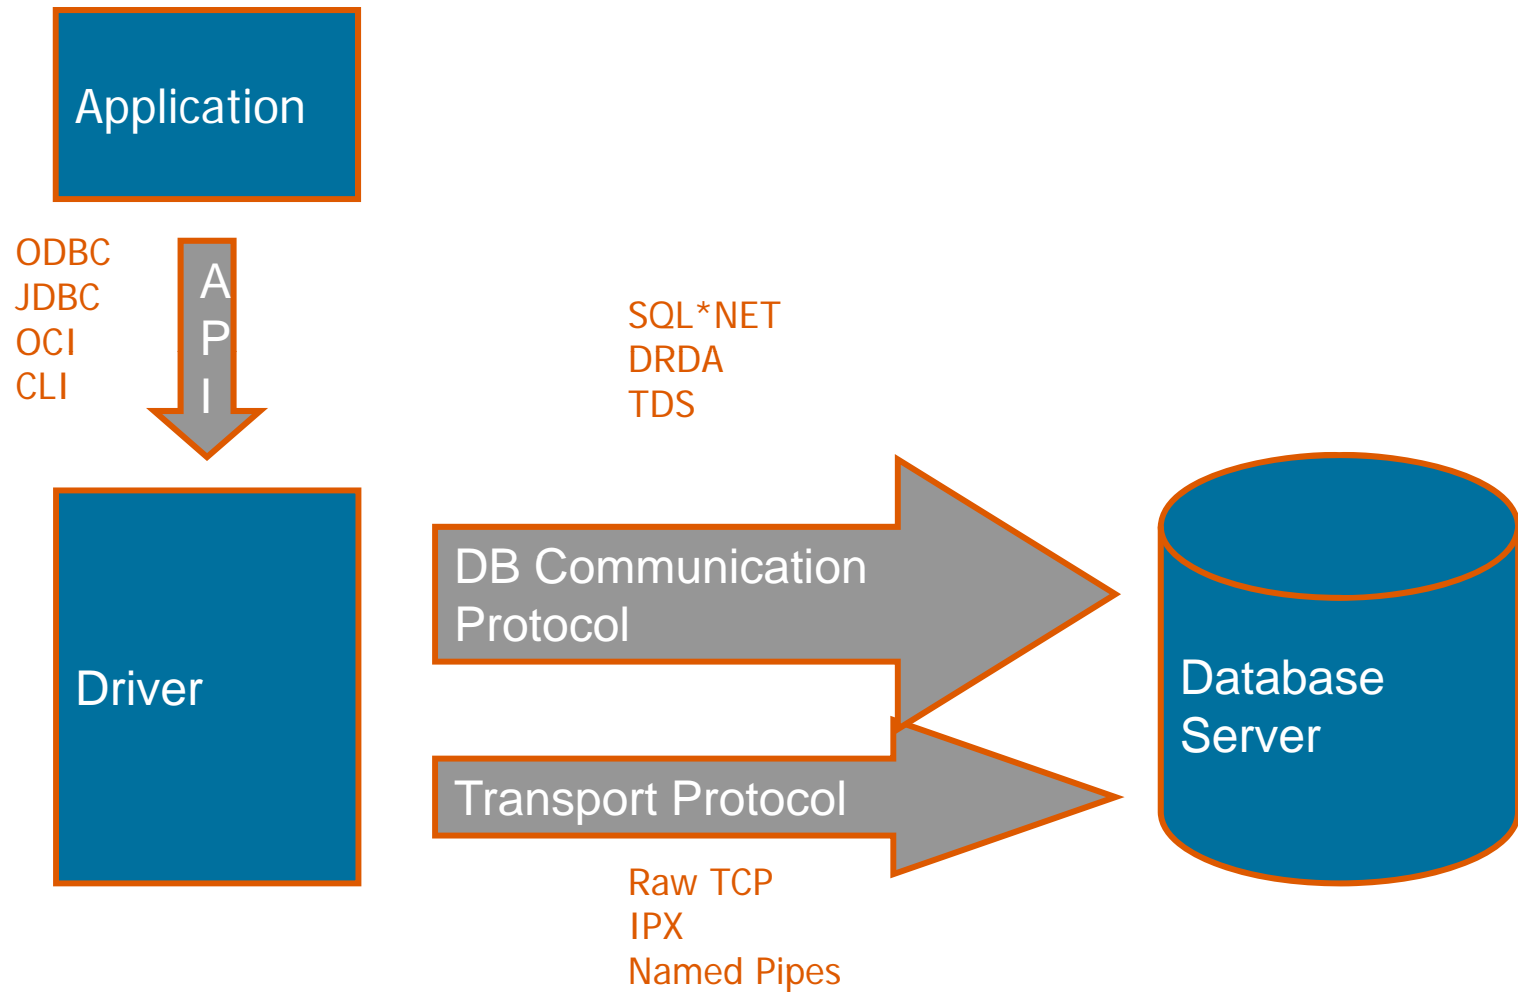 Application
ODBC
JDBC
OCI
CLI
A
P
I
SQL*NET
DRDA
TDS
DB Communication
Protocol
Driver
Database
Server
Transport Protocol
Raw TCP
IPX
Named Pipes